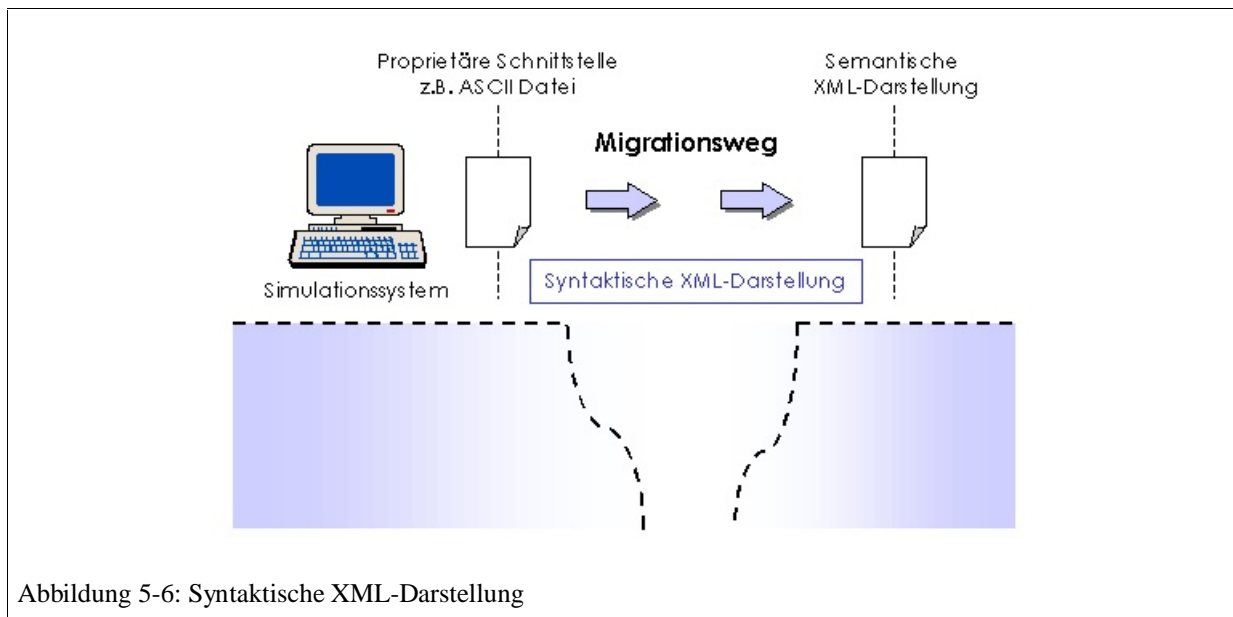 Proprietäre Schnittstelle
z.B. ASCII Datei
Semantische
XML-Darstellung
Migrationsweg
Syntaktische XML-Darstellung
Simulationssystem
Abbildung 5-6: Syntaktische XML-Darstellung